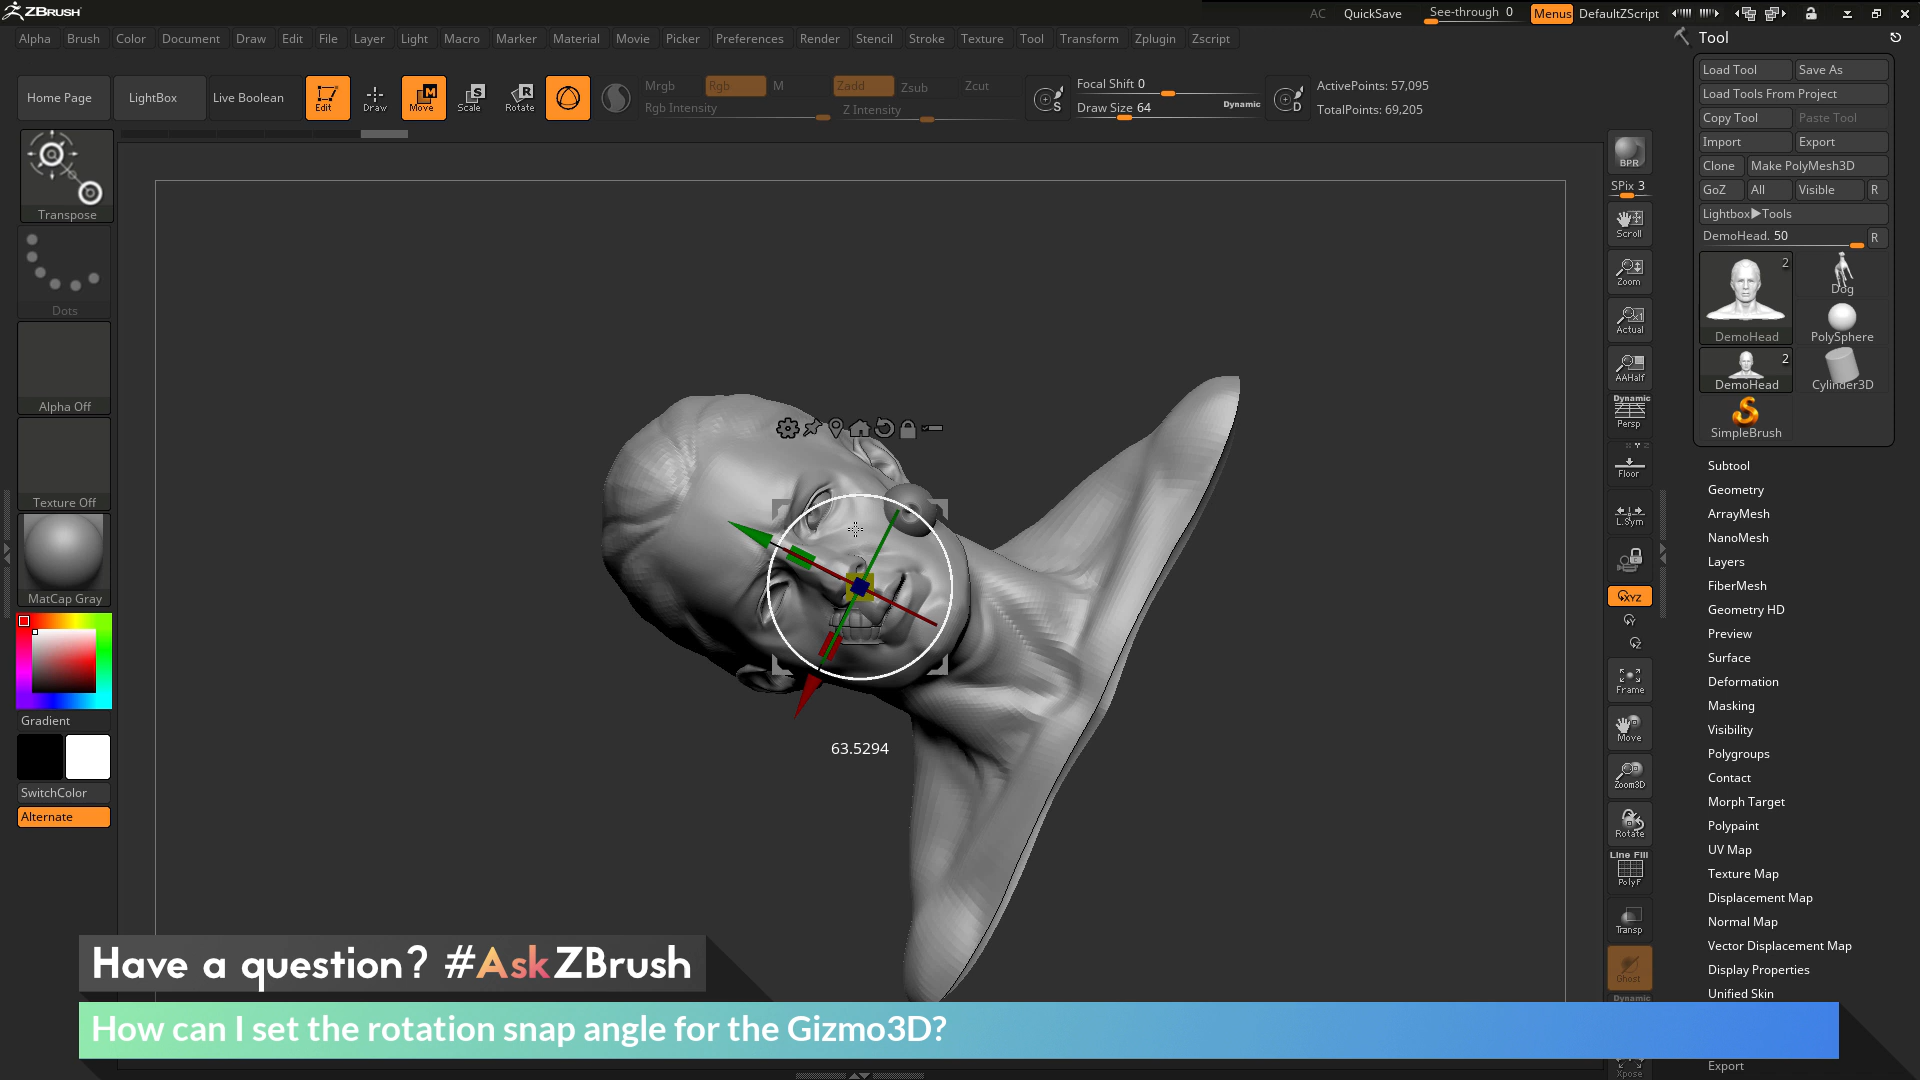 ZBRUSH
AC QuickSave See-through 0 Menus DefaultZScript
Alpha Brush Color Document Draw Edit File Layer Light Macro Marker Material Movie Picker Preferences Render Stencil Stroke Texture Tool Transform Zplugin Zscript
Tool
Home Page LightBox Live Boolean Edit Draw Move Scale Rotate
Mrgb Rgb M Zadd Zsub Zcut
Rgb Intensity Z Intensity
Focal Shift 0
Draw Size 64 Dynamic
ActivePoints: 57,095
TotalPoints: 69,205
Transpose
Dots
Alpha Off
Texture Off
MatCap Gray
Gradient
SwitchColor
Alternate
63.5294
BPR
SPix 3
Scroll
Zoom
Actual
AAHalf
Dynamic
Persp
Floor
L.Sym
XYZ
Frame
Move
Zoom3D
Rotate
Line Fill
PolyF
Transp
Ghost
Dynamic
Xpose
Load Tool Save As
Load Tools From Project
Copy Tool Paste Tool
Import Export
Clone Make PolyMesh3D
GoZ All Visible R
Lightbox▶Tools
DemoHead. 50 R
2
DemoHead
Dog
PolySphere
2
DemoHead
Cylinder3D
SimpleBrush
Subtool
Geometry
ArrayMesh
NanoMesh
Layers
FiberMesh
Geometry HD
Preview
Surface
Deformation
Masking
Visibility
Polygroups
Contact
Morph Target
Polypaint
UV Map
Texture Map
Displacement Map
Normal Map
Vector Displacement Map
Display Properties
Unified Skin
Export
Have a question? #AskZBrush
How can I set the rotation snap angle for the Gizmo3D?